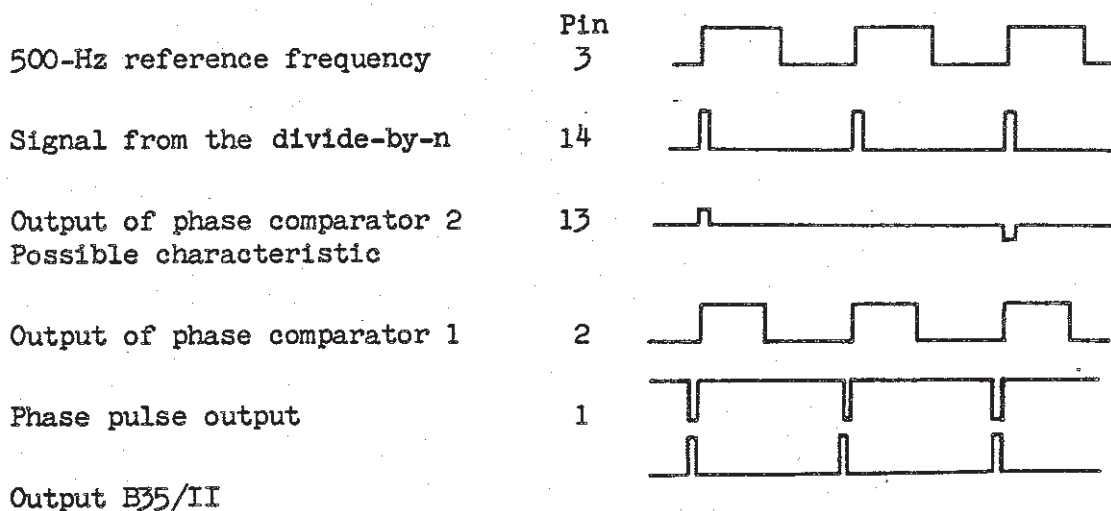 Pin
500-Hz reference frequency 3
Signal from the divide-by-n 14
Output of phase comparator 2 13
Possible characteristic
Output of phase comparator 1 2
Phase pulse output 1
Output B35/II